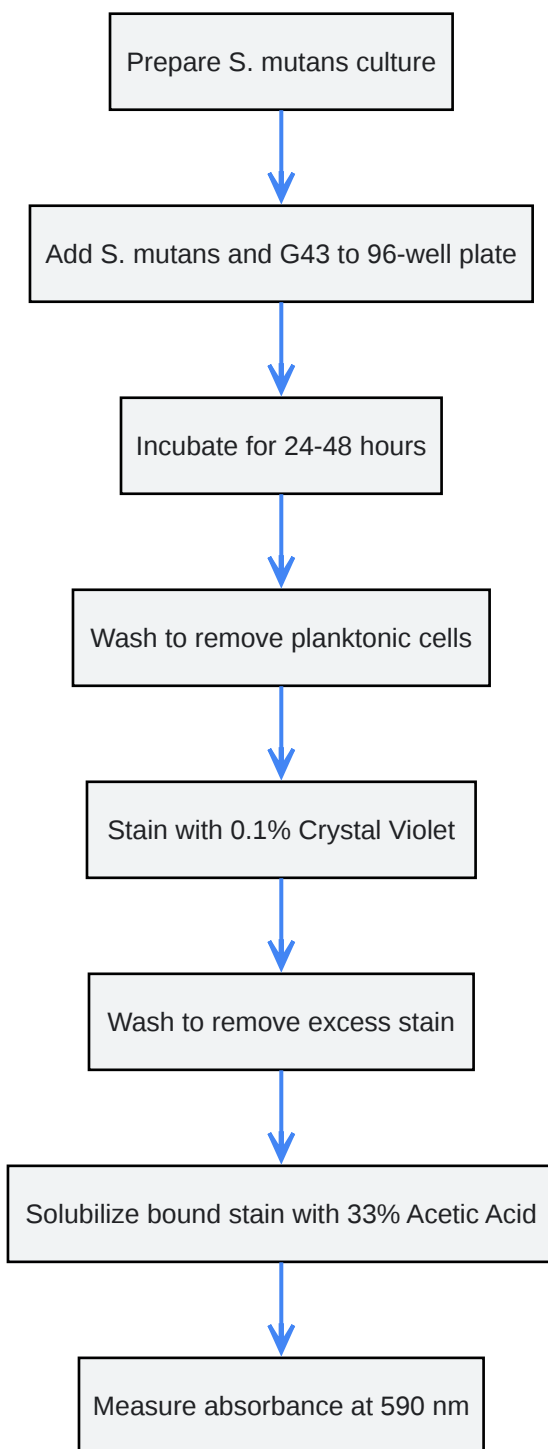 Prepare S. mutans culture
Add S. mutans and G43 to 96-well plate
Incubate for 24-48 hours
Wash to remove planktonic cells
Stain with 0.1% Crystal Violet
Wash to remove excess stain
Solubilize bound stain with 33% Acetic Acid
Measure absorbance at 590 nm